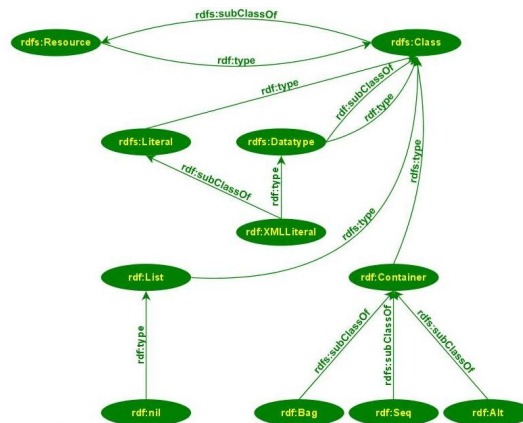 rdfs:subClassOf
rdfs:Resource
rdfs:Class
rdf:type
rdf:type
rdf:subClassOf
rdf:type
rdfs:Literal
rdfs:Datatype
rdf:subClassOf
rdf:type
rdfs:type
rdf:XMLLiteral
rdfs:type
rdf:List
rdf:Container
rdf:type
rdfs:subClassOf
rdfs:subClassOf
rdfs:subClassOf
rdf:nil
rdf:Bag
rdf:Seq
rdf:Alt